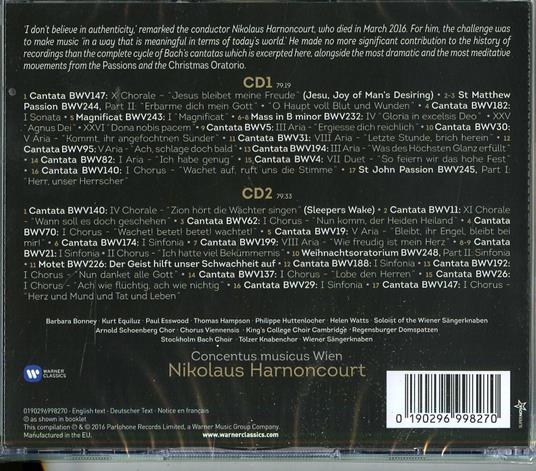 'I don't believe in authenticity,' remarked the conductor Nikolaus Harnoncourt, who died in March 2016. For him, the challenge
was to make music 'in a way that is meaningful in terms of today's world.' He made no more significant contribution to the history of
recordings than the complete cycle of Bach's cantatas which is excerpted here, alongside the most dramatic and the most meditative
movements from the Passions and the Christmas Oratorio.
CD1 79.19
1 Cantata BWV147: X Chorale - "Jesus bleibet meine Freude" (Jesu, Joy of Man's Desiring) • 2-3 St Matthew
Passion BWV244, Part II: "Erbarme dich mein Gott" · "O Haupt voll Blut und Wunden" • 4 Cantata BWV182:
I Sonata • 5 Magnificat BWV243: I "Magnificat" • 6-8 Mass in B minor BWV232: IV "Gloria in excelsis Deo" · XXV
"Agnus Dei" · XXVI "Dona nobis pacem" • 9 Cantata BWV5: III Aria - "Ergiesse dich reichlich" • 10 Cantata BWV30:
V Aria - "Kommt, ihr angefochtnen Sünder" • 11 Cantata BWV31: VIII Aria - "Letzte Stunde, brich herein" • 12
Cantata BWV95: V Aria - "Ach, schlage doch bald" • 13 Cantata BWV194: III Aria - "Was des Höchsten Glanz erfüllt"
• 14 Cantata BWV82: I Aria - "Ich habe genug" • 15 Cantata BWV4: VII Duet - "So feiern wir das hohe Fest"
• 16 Cantata BWV140: I Chorus - "Wachet auf, ruft uns die Stimme" • 17 St John Passion BWV245, Part I:
"Herr, unser Herrscher
CD2 79:33
1 Cantata BWV140: IV Chorale - "Zion hört die Wächter singen" (Sleepers Wake) • 2 Cantata BWV11: XI Chorale
- "Wann soll es doch geschehen" • 3 Cantata BWV62: I Chorus - "Nun komm, der Heiden Heiland" • 4 Cantata
BWV70: I Chorus - "Wachet! betet! betet! wachtet!" • 5 Cantata BWV19: V Aria - "Bleibt, ihr Engel, bleibt bei
mir!" • 6 Cantata BWV174: I Sinfonia • 7 Cantata BWV199: VIII Aria - "Wie freudig ist mein Herz" • 8-9 Cantata
BWV21: I Sinfonia · II Chorus - "Ich hatte viel Bekümmernis" • 10 Weihnachtsoratorium BWV248, Part II: Sinfonia
• 11 Motet BWV226: Der Geist hilft unser Schwachheit auf • 12 Cantata BWV188: I Sinfonia • 13 Cantata BWV192:
I Chorus - "Nun danket alle Gott" • 14 Cantata BWV137: I Chorus - "Lobe den Herren" • 15 Cantata BWV26:
I Chorus - "Ach wie flüchtig, ach wie nichtig" • 16 Cantata BWV29: I Sinfonia • 17 Cantata BWV147: I Chorus -
"Herz und Mund und Tat und Leben"
Barbara Bonney · Kurt Equiluz · Paul Esswood · Thomas Hampson · Philippe Huttenlocher · Helen Watts · Soloist of the Wiener Sängerknaben
Arnold Schoenberg Chor · Chorus Viennensis · King's College Choir Cambridge · Regensburger Domspatzen
Stockholm Bach Choir · Tölzer Knabenchor · Wiener Sängerknaben
Concentus musicus Wien
Nikolaus Harnoncourt
WARNER
CLASSICS
0190296998270 · English text · Deutscher Text · Notice en français
℗ as shown in booklet
This compilation ℗ & © 2016 Parlophone Records Limited, a Warner Music Group Company.
Manufactured in the EU. www.warnerclassics.com
0 190296 998270